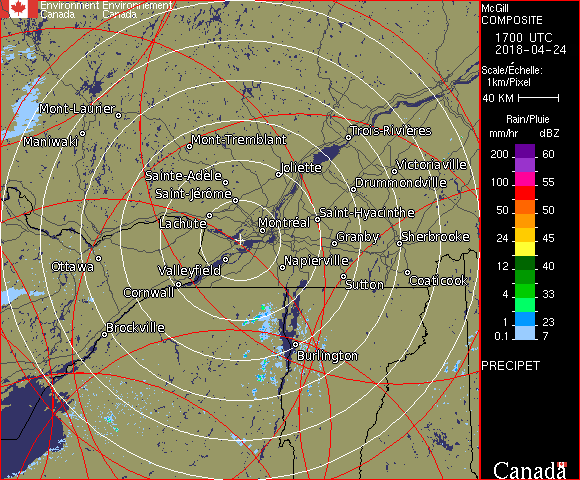 Environment Environnement
Canada Canada
McGill
COMPOSITE
1700 UTC
2018-04-24
Scale/Échelle:
1km/Pixel
40 KM
Rain/Pluie
mm/hr dBZ
200 60
150 57
100 55
50 50
24 45
12 40
4 33
1 23
0.1 7
PRECIPET
Canada
Mont-Laurier
Maniwaki
Mont-Tremblant
Trois-Rivières
Sainte-Adèle
Joliette
Victoriaville
Saint-Jérôme
Drummondville
Lachute
Montréal
Saint-Hyacinthe
Granby
Sherbrooke
Ottawa
Valleyfield
Napierville
Cornwall
Sutton
Coaticook
Brockville
Burlington